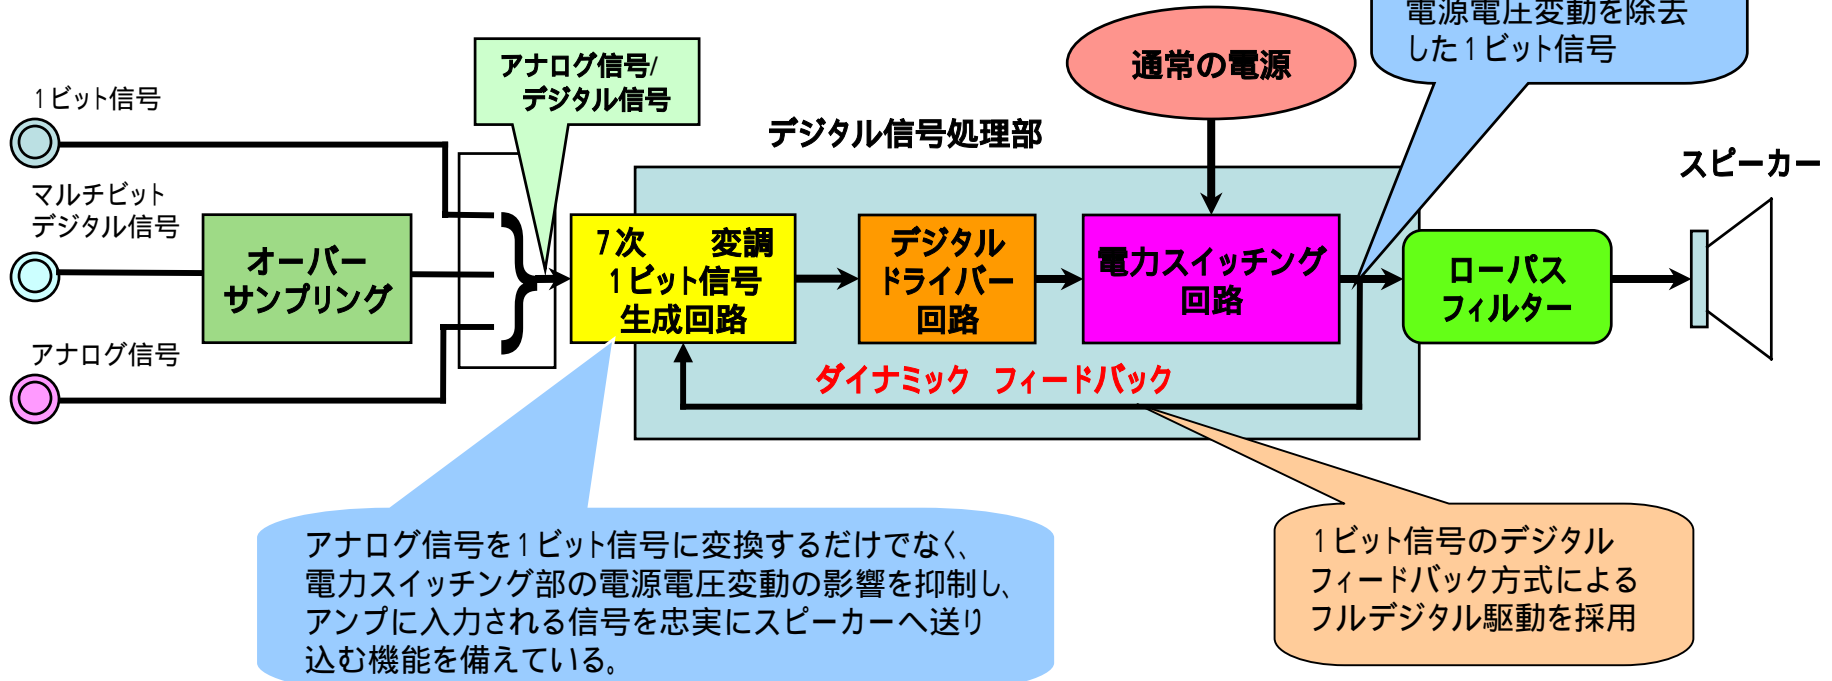 電源電圧変動を除去
した1ビット信号
通常の電源
アナログ信号/
デジタル信号
1ビット信号
デジタル信号処理部
スピーカー
マルチビット
デジタル信号
オーバー
サンプリング
7次 変調
1ビット信号
生成回路
デジタル
ドライバー
回路
電力スイッチング
回路
ローパス
フィルター
アナログ信号
ダイナミック フィードバック
アナログ信号を1ビット信号に変換するだけでなく、
電力スイッチング部の電源電圧変動の影響を抑制し、
アンプに入力される信号を忠実にスピーカーへ送り
込む機能を備えている。
1ビット信号のデジタル
フィードバック方式による
フルデジタル駆動を採用